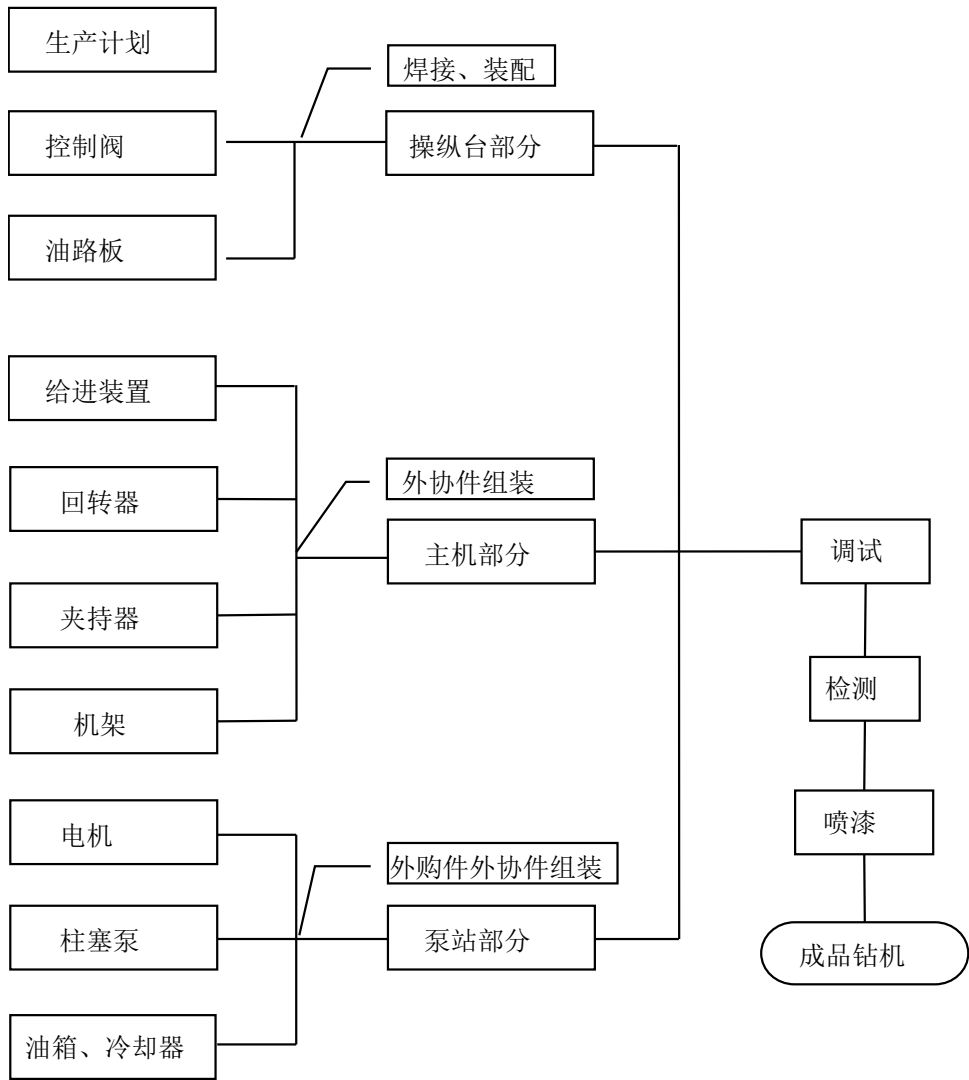 生产计划
焊接、装配
控制阀
操纵台部分
油路板
给进装置
外协件组装
回转器
主机部分
调试
夹持器
检测
机架
电机
喷漆
外购件外协件组装
柱塞泵
泵站部分
成品钻机
油箱、冷却器